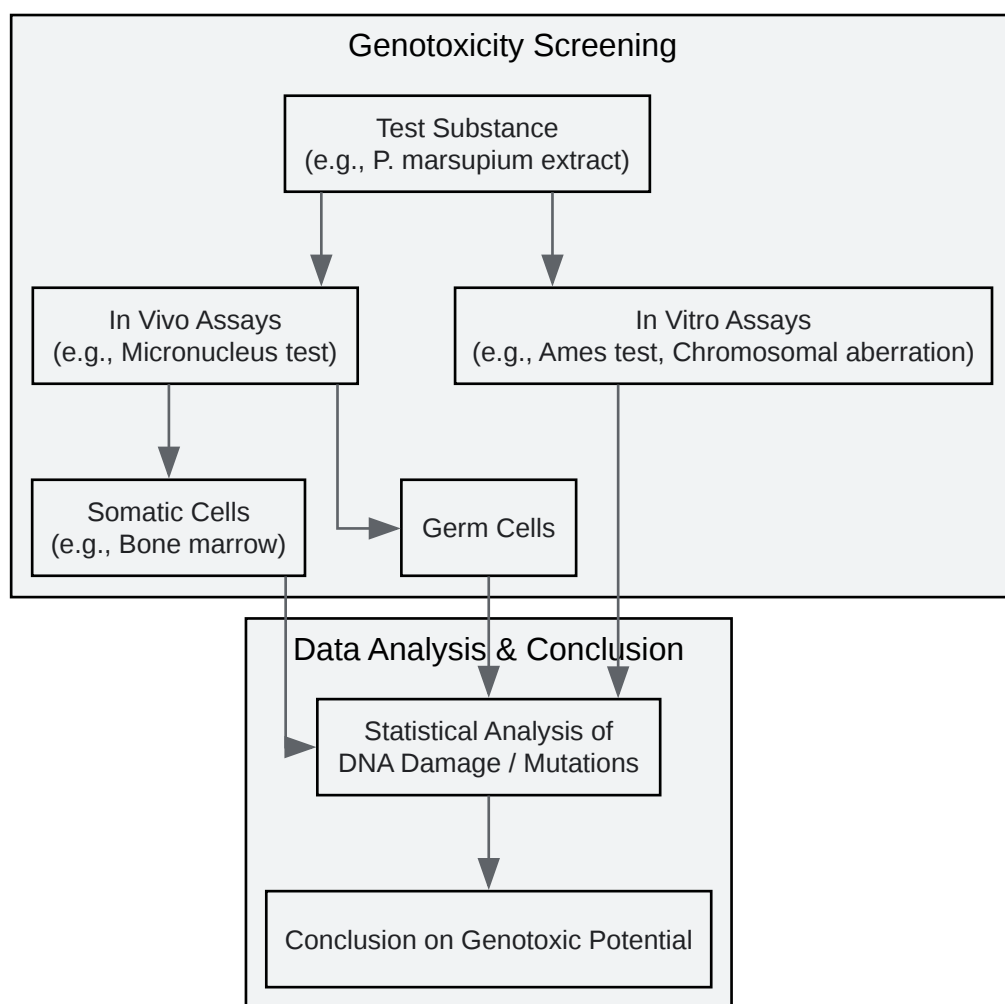 Genotoxicity Screening
Test Substance
(e.g., P. marsupium extract)
In Vivo Assays
(e.g., Micronucleus test)
In Vitro Assays
(e.g., Ames test, Chromosomal aberration)
Somatic Cells
(e.g., Bone marrow)
Germ Cells
Data Analysis & Conclusion
Statistical Analysis of
DNA Damage / Mutations
Conclusion on Genotoxic Potential